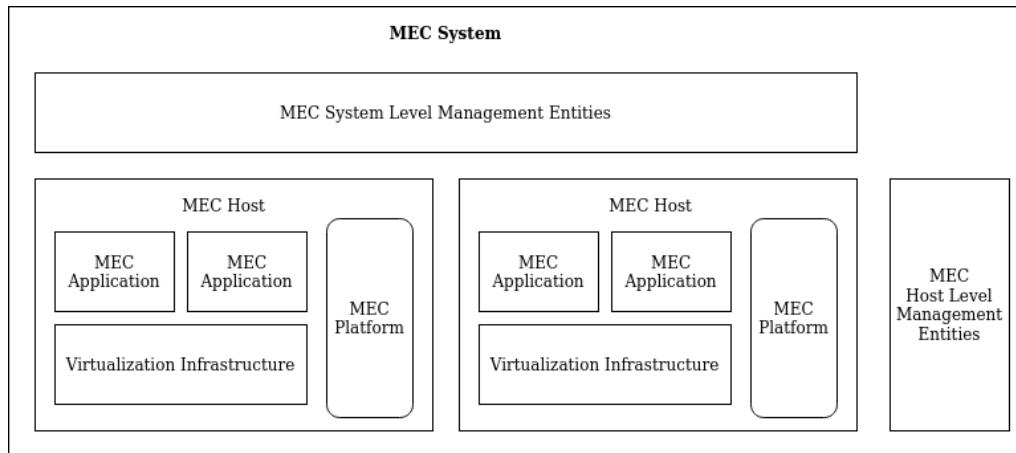 MEC System
MEC System Level Management Entities
MEC Host
MEC
Application
MEC
Application
MEC
Platform
Virtualization Infrastructure
MEC Host
MEC
Application
MEC
Application
MEC
Platform
Virtualization Infrastructure
MEC
Host Level
Management
Entities